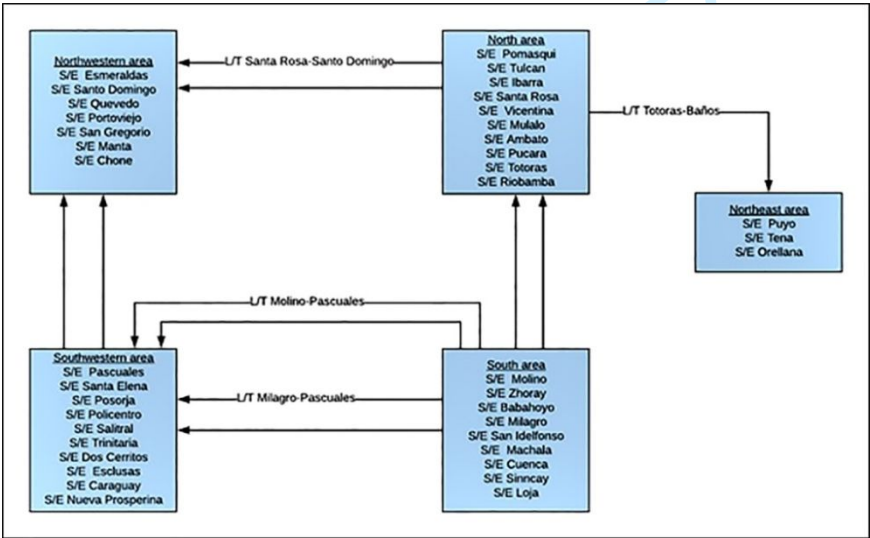 Northwestern area
S/E Esmeraldas
S/E Santo Domingo
S/E Quevedo
S/E Portoviejo
S/E San Gregorio
S/E Manta
S/E Chone
L/T Santa Rosa-Santo Domingo
North area
S/E Pomasqui
S/E Tulcan
S/E Ibarra
S/E Santa Rosa
S/E Vicentina
S/E Mulalo
S/E Ambato
S/E Pucara
S/E Totoras
S/E Riobamba
L/T Totoras-Baños
Northeast area
S/E Puyo
S/E Tena
S/E Orellana
L/T Molino-Pascuales
Southwestern area
S/E Pascuales
S/E Santa Elena
S/E Posorja
S/E Policentro
S/E Salitral
S/E Trinitaria
S/E Dos Cerritos
S/E Esclusas
S/E Caraguay
S/E Nueva Prosperina
L/T Milagro-Pascuales
South area
S/E Molino
S/E Zhoray
S/E Babahoyo
S/E Milagro
S/E San Idelfonso
S/E Machala
S/E Cuenca
S/E Sinncay
S/E Loja